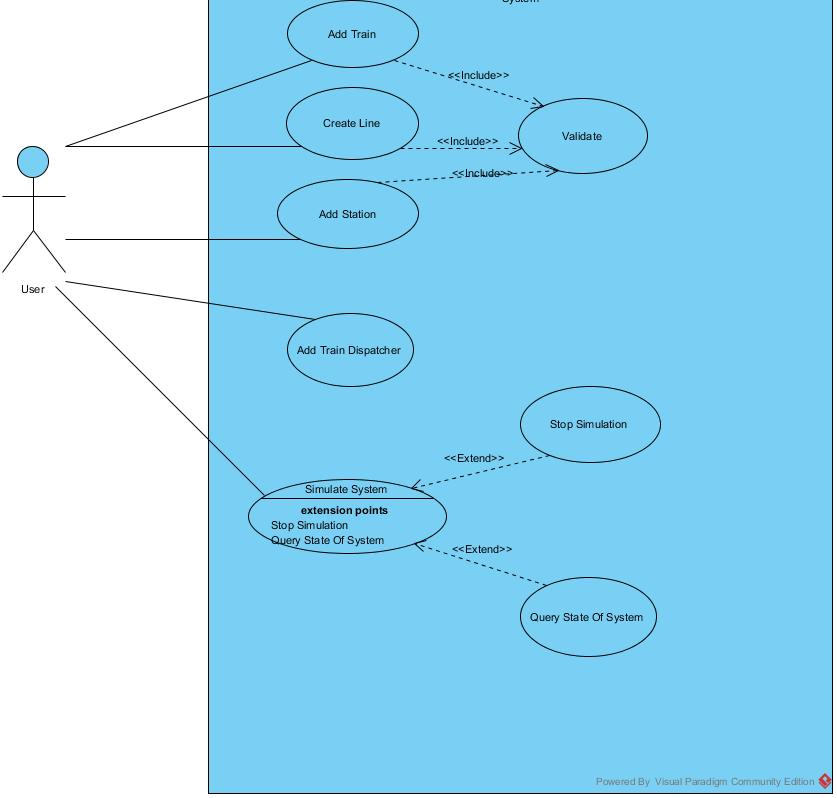 System
Add Train
<<Include>>
Create Line
Validate
<<Include>>
<<Include>>
Add Station
User
Add Train Dispatcher
Stop Simulation
<<Extend>>
Simulate System
extension points
Stop Simulation
Query State Of System
<<Extend>>
Query State Of System
Powered By Visual Paradigm Community Edition